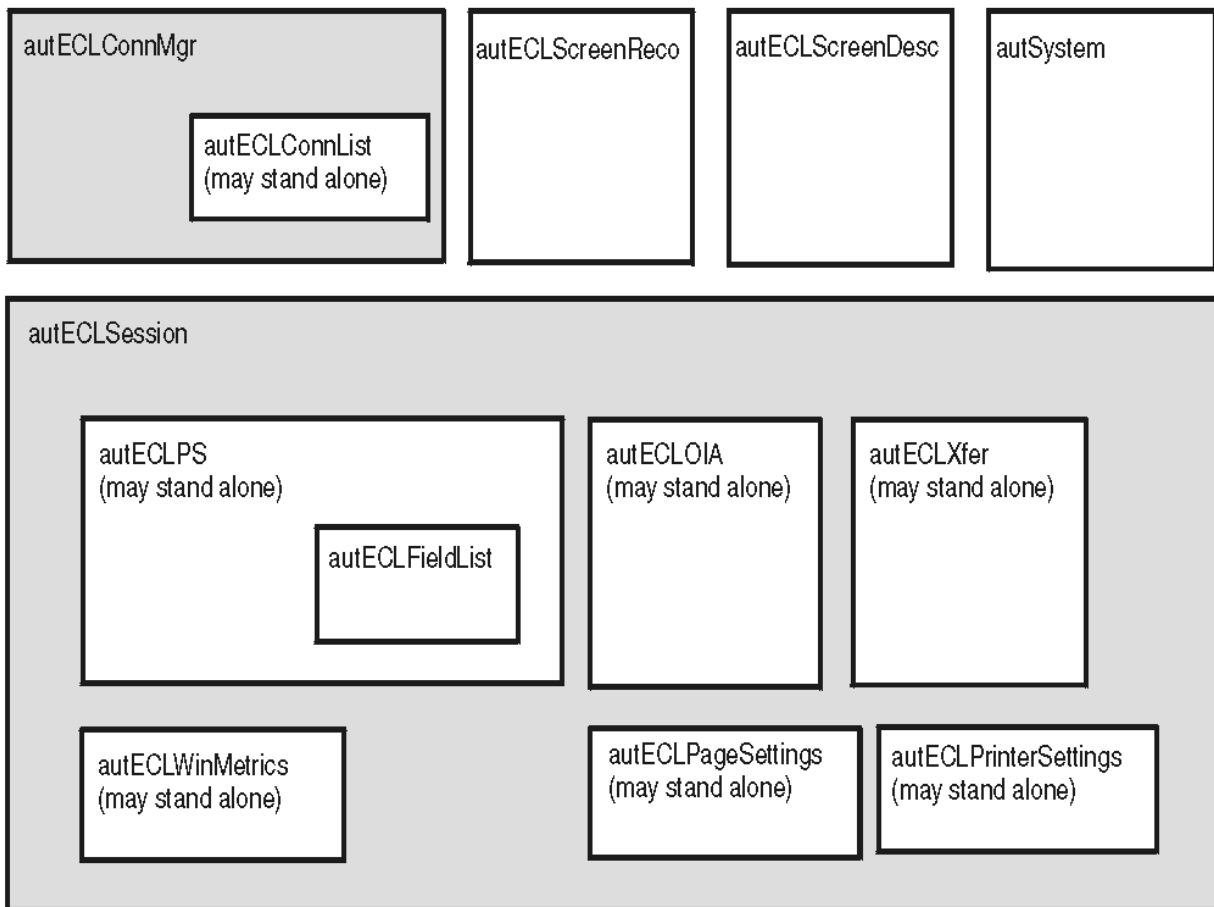 autECLConnMgr
autECLConnList
(may stand alone)
autECLScreenReco
autECLScreenDesc
autSystem
autECLSession
autECLPS
(may stand alone)
autECLFieldList
autECLOIA
(may stand alone)
autECLXfer
(may stand alone)
autECLWinMetrics
(may stand alone)
autECLPageSettings
(may stand alone)
autECLPrinterSettings
(may stand alone)